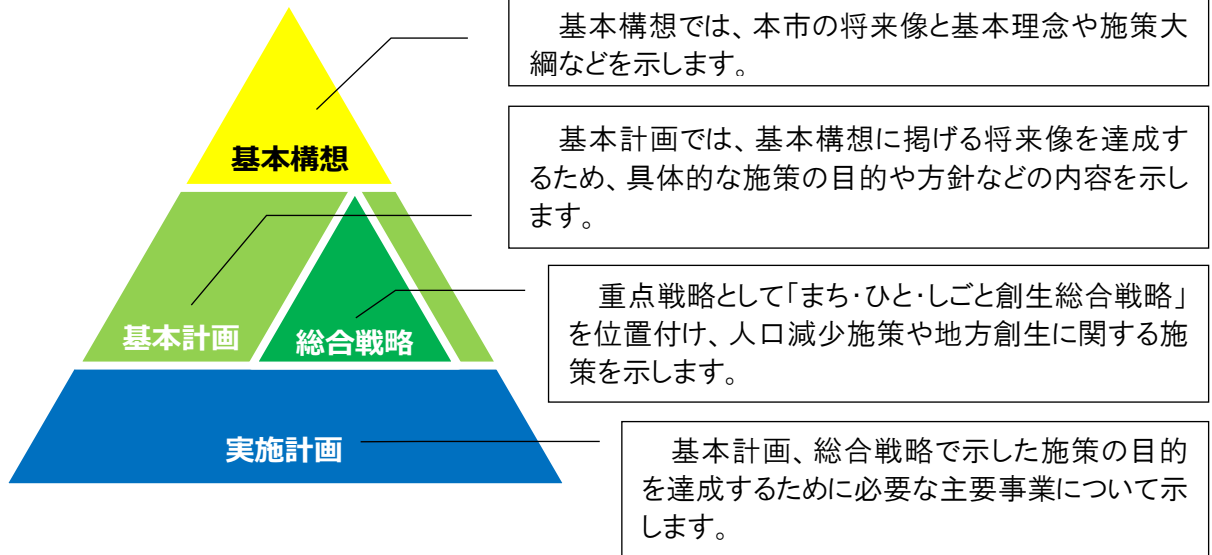 基本構想では、本市の将来像と基本理念や施策大
綱などを示します。
基本構想
基本計画では、基本構想に掲げる将来像を達成す
るため、具体的な施策の目的や方針などの内容を示し
ます。
基本計画
総合戦略
重点戦略として「まち・ひと・しごと創生総合戦略」
を位置付け、人口減少施策や地方創生に関する施
策を示します。
実施計画
基本計画、総合戦略で示した施策の目的
を達成するために必要な主要事業について示
します。